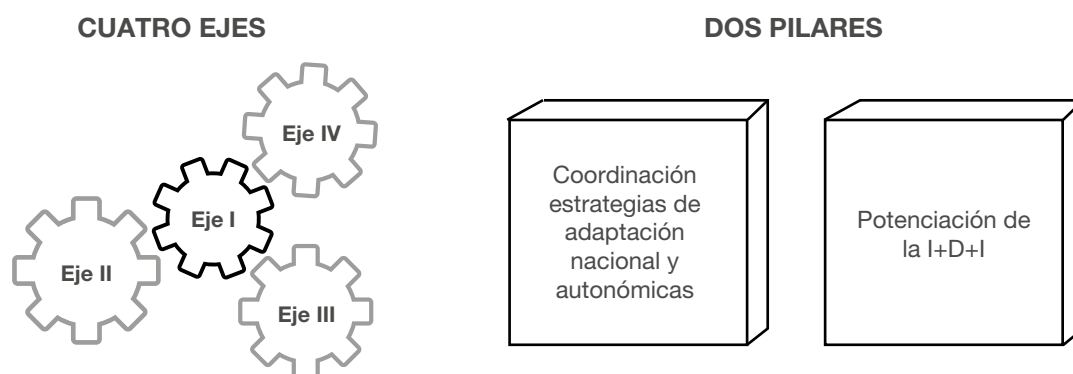 CUATRO EJES
DOS PILARES
Eje IV
Eje I
Eje II
Eje III
Coordinación
estrategias de
adaptación
nacional y
autonómicas
Potenciación de
la I+D+I